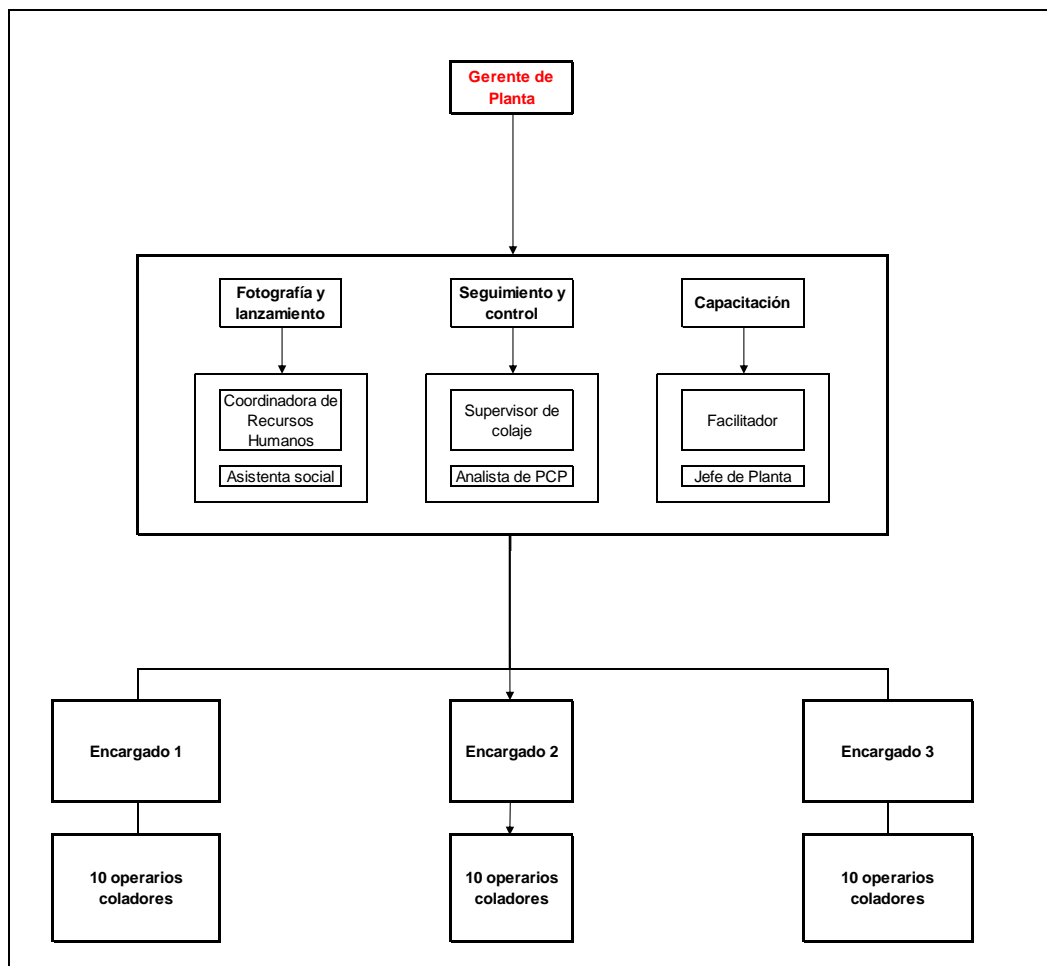 Gerente de
Planta
Fotografía y
lanzamiento
Seguimiento y
control
Capacitación
Coordinadora de
Recursos
Humanos
Supervisor de
colaje
Facilitador
Asistenta social
Analista de PCP
Jefe de Planta
Encargado 1
Encargado 2
Encargado 3
10 operarios
coladores
10 operarios
coladores
10 operarios
coladores